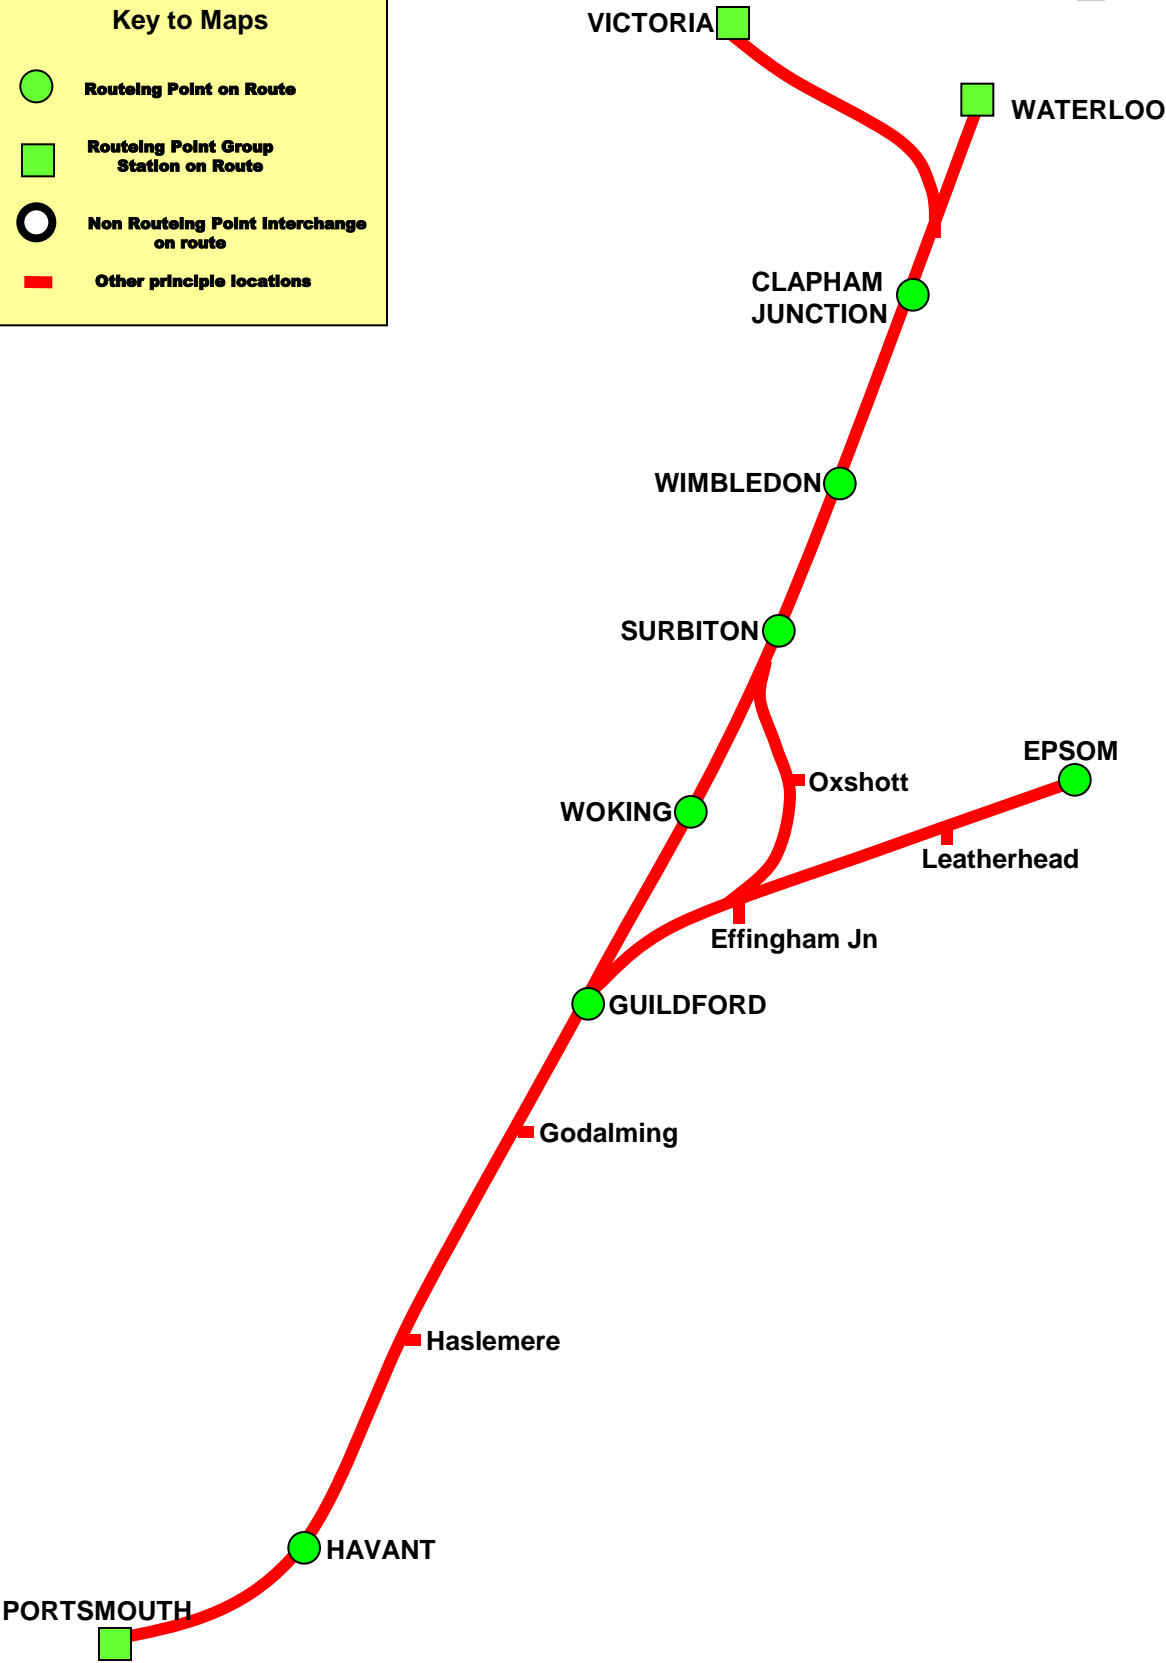 Key to Maps
Routeing Point on Route
Routeing Point Group
Station on Route
Non Routeing Point Interchange
on route
Other principle locations
VICTORIA
WATERLOO
CLAPHAM
JUNCTION
WIMBLEDON
SURBITON
EPSOM
Oxshott
WOKING
Leatherhead
Effingham Jn
GUILDFORD
Godalming
Haslemere
HAVANT
PORTSMOUTH